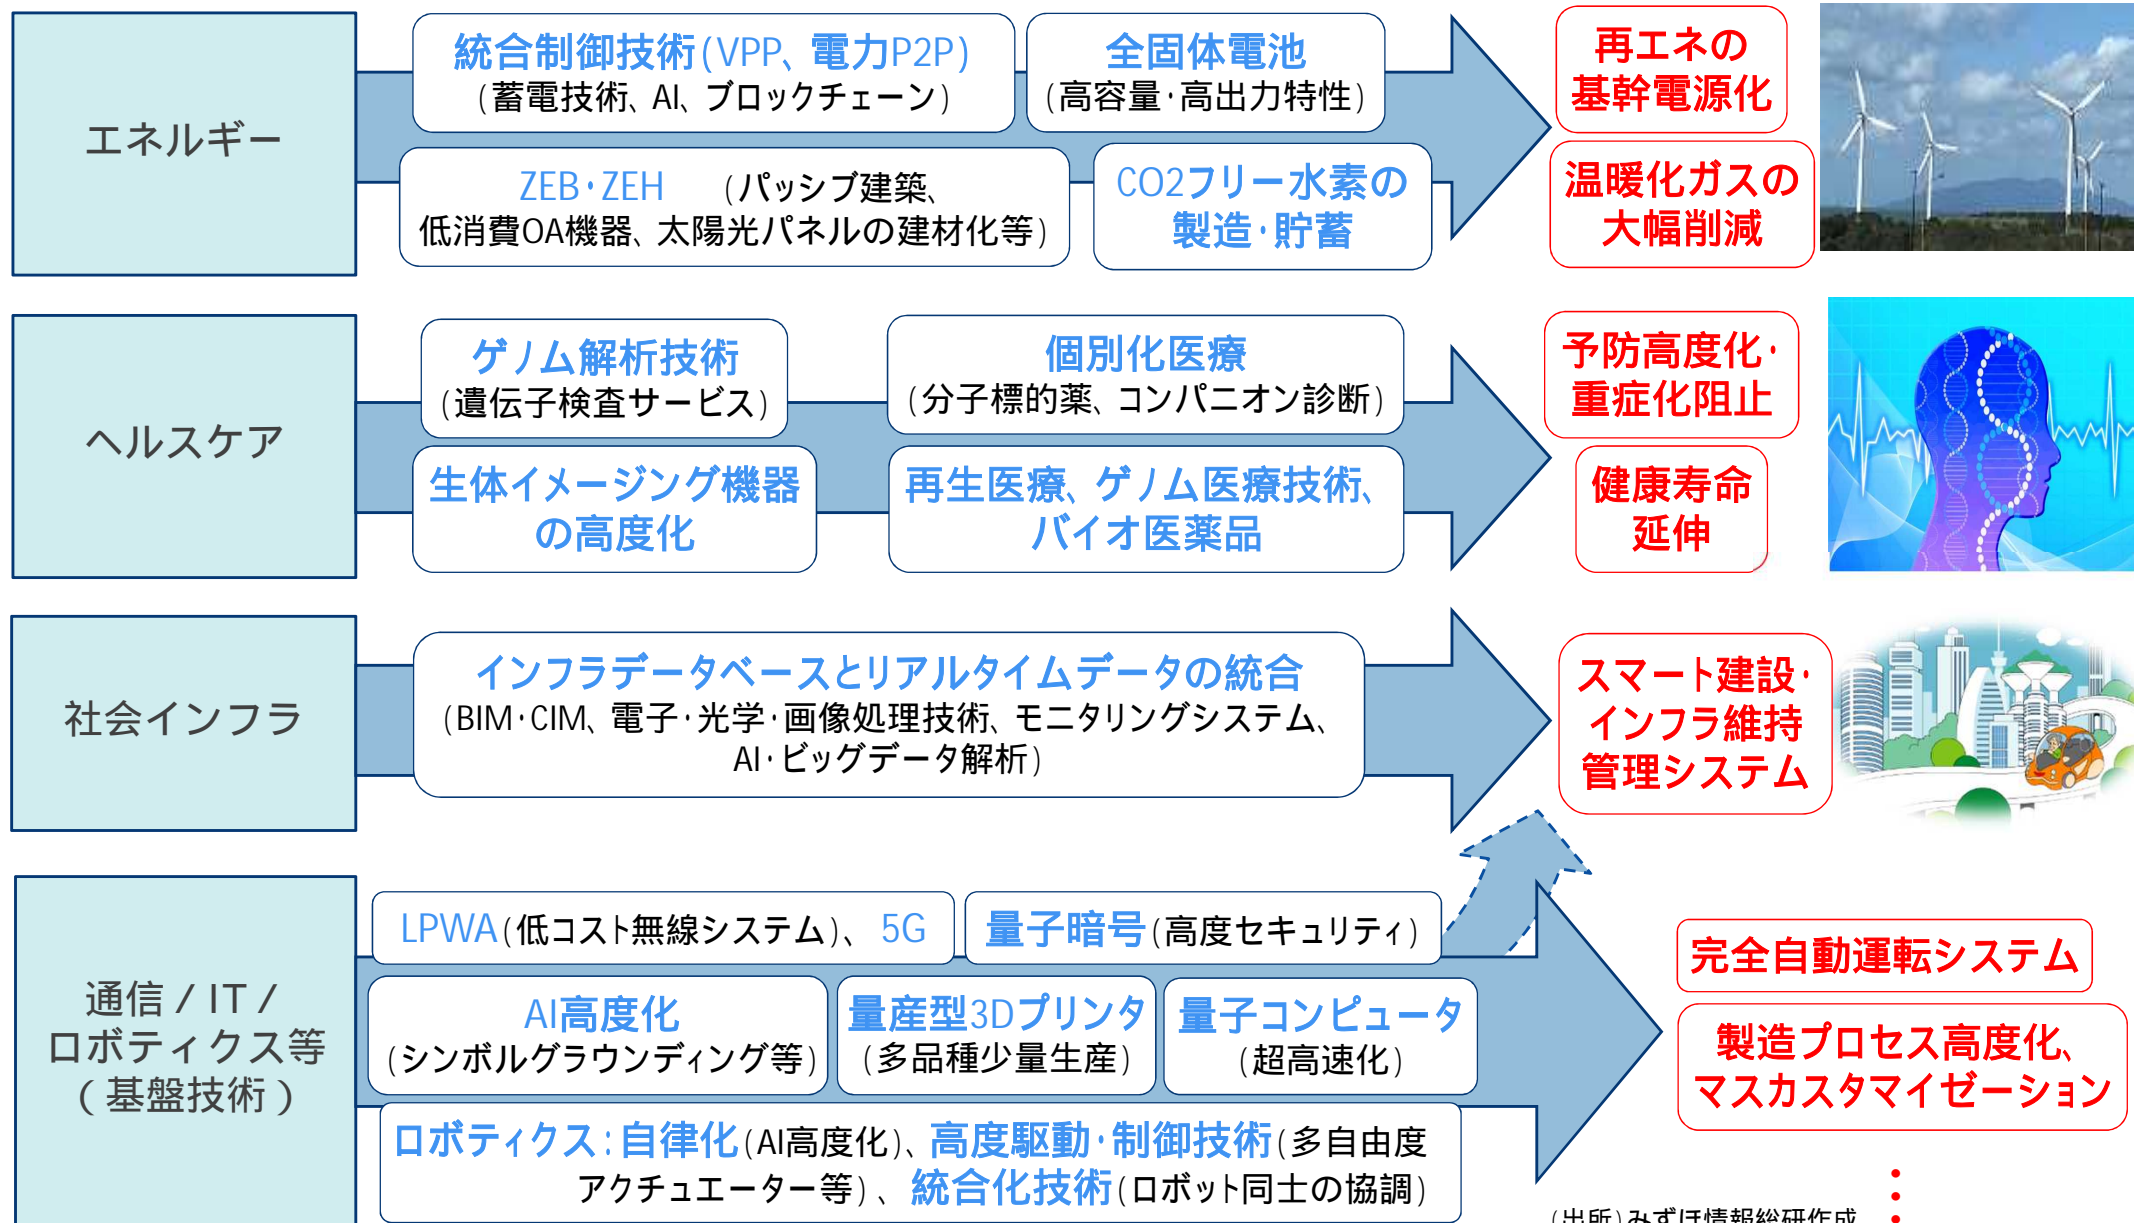 エネルギー
統合制御技術(VPP、電力P2P)
(蓄電技術、AI、ブロックチェーン)
全固体電池
(高容量・高出力特性)
ZEB・ZEH (パッシブ建築、
低消費OA機器、太陽光パネルの建材化等)
CO2フリー水素の
製造・貯蓄
再エネの
基幹電源化
温暖化ガスの
大幅削減
ヘルスケア
ゲノム解析技術
(遺伝子検査サービス)
個別化医療
(分子標的薬、コンパニオン診断)
生体イメージング機器
の高度化
再生医療、ゲノム医療技術、
バイオ医薬品
予防高度化・
重症化阻止
健康寿命
延伸
社会インフラ
インフラデータベースとリアルタイムデータの統合
(BIM・CIM、電子・光学・画像処理技術、モニタリングシステム、
AI・ビッグデータ解析)
スマート建設・
インフラ維持
管理システム
通信/IT/
ロボティクス等
(基盤技術)
LPWA(低コスト無線システム)、5G
量子暗号(高度セキュリティ)
AI高度化
(シンボルグラウンディング等)
量産型3Dプリンタ
(多品種少量生産)
量子コンピュータ
(超高速化)
ロボティクス:自律化(AI高度化)、高度駆動・制御技術(多自由度
アクチュエーター等)、統合化技術(ロボット同士の協調)
完全自動運転システム
製造プロセス高度化、
マスカスタマイゼーション
(出所)みずほ情報総研作成